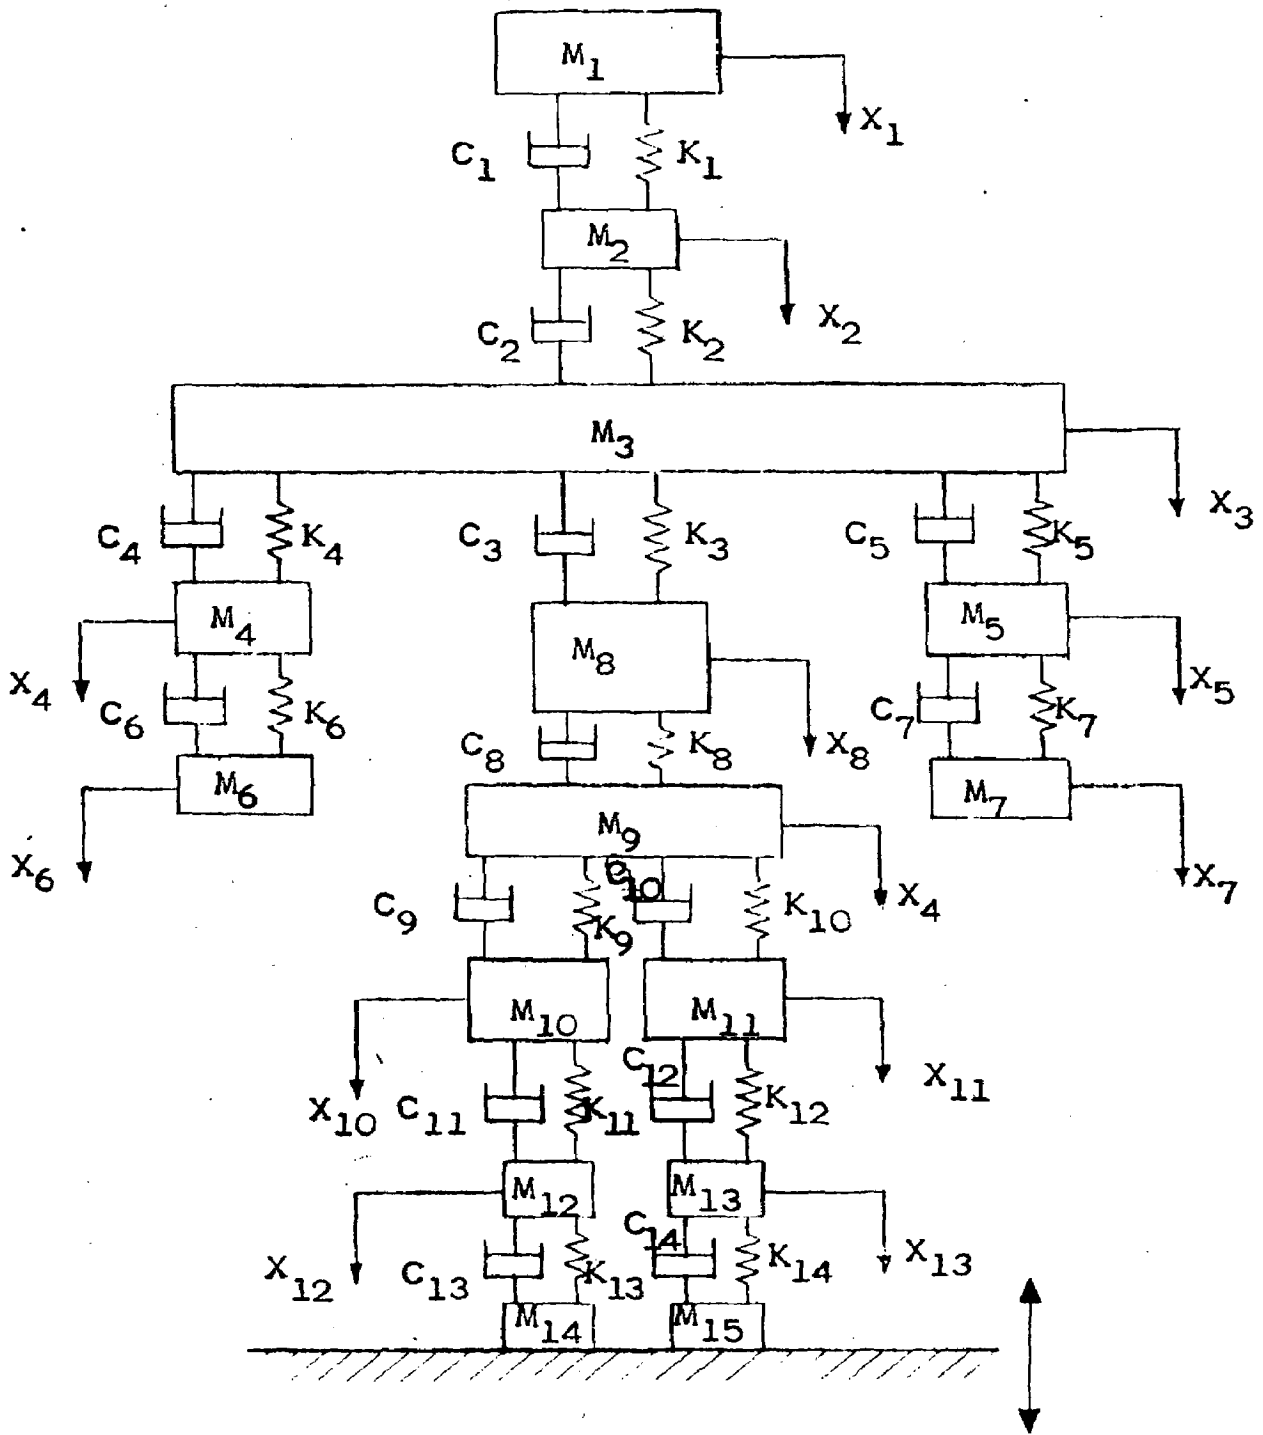 M1
X1
C1 K1
M2
X2
C2 K2
M3
X3
C4 K4 C3 K3 C5 K5
M4 M8 M5
X4 C6 K6 C8 K8 X8 C7 K7 X5
M6 M9 M7
X6 C9 K9 C10 K10 X4 X7
M10 M11
X10 C11 K11 C12 K12 X11
M12 M13
X12 C13 K13 C14 K14 X13
M14 M15